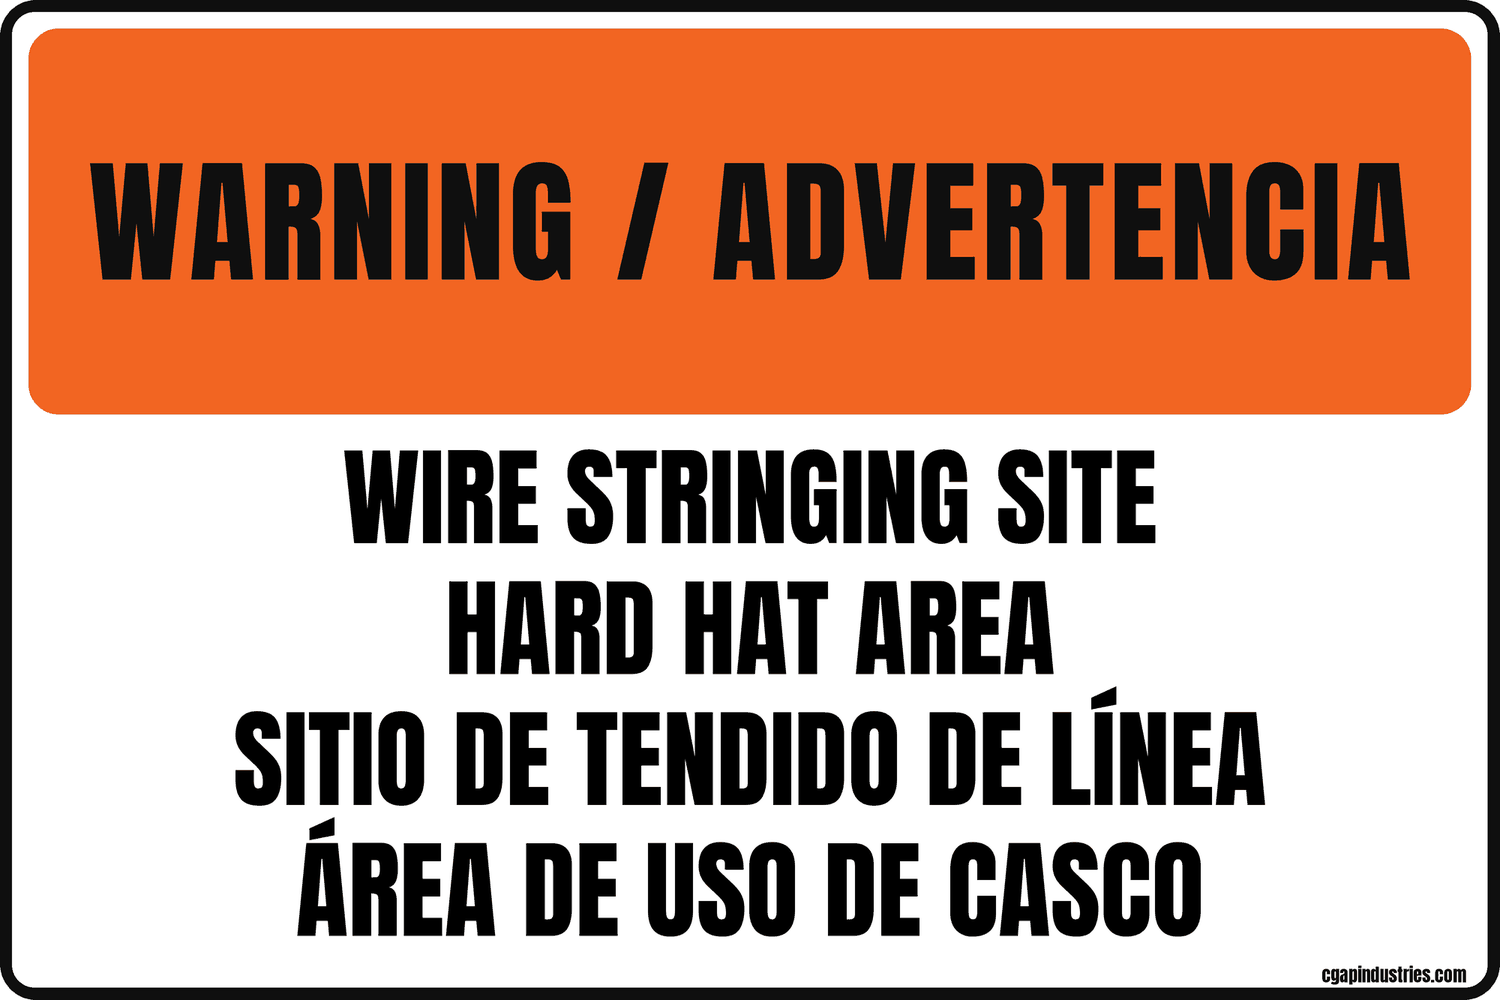 WARNING / ADVERTENCIA
WIRE STRINGING SITE
HARD HAT AREA
SITIO DE TENDIDO DE LÍNEA
ÁREA DE USO DE CASCO
cgapindustries.com